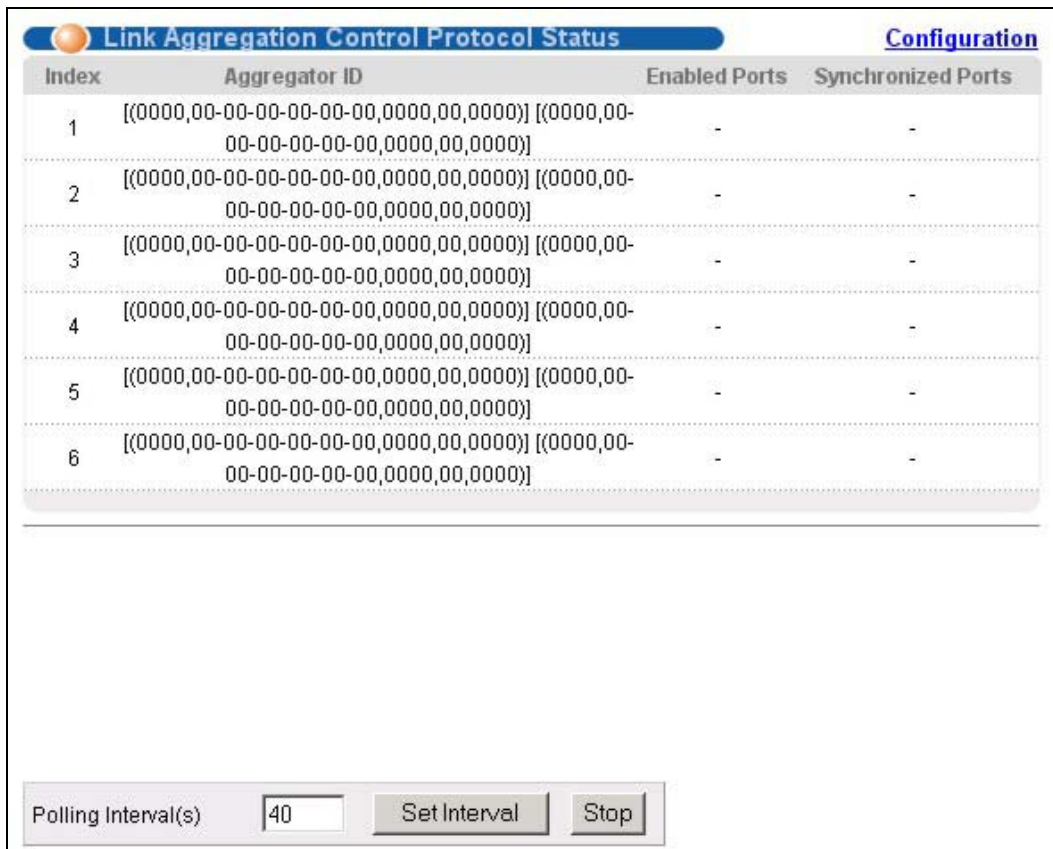 Link Aggregation Control Protocol Status Configuration
Index Aggregator ID Enabled Ports Synchronized Ports
1 [(0000,00-00-00-00-00-00,0000,00,0000)] [(0000,00-
00-00-00-00-00,0000,00,0000)] - -
2 [(0000,00-00-00-00-00-00,0000,00,0000)] [(0000,00-
00-00-00-00-00,0000,00,0000)] - -
3 [(0000,00-00-00-00-00-00,0000,00,0000)] [(0000,00-
00-00-00-00-00,0000,00,0000)] - -
4 [(0000,00-00-00-00-00-00,0000,00,0000)] [(0000,00-
00-00-00-00-00,0000,00,0000)] - -
5 [(0000,00-00-00-00-00-00,0000,00,0000)] [(0000,00-
00-00-00-00-00,0000,00,0000)] - -
6 [(0000,00-00-00-00-00-00,0000,00,0000)] [(0000,00-
00-00-00-00-00,0000,00,0000)] - -
Polling Interval(s) 40 Set Interval Stop